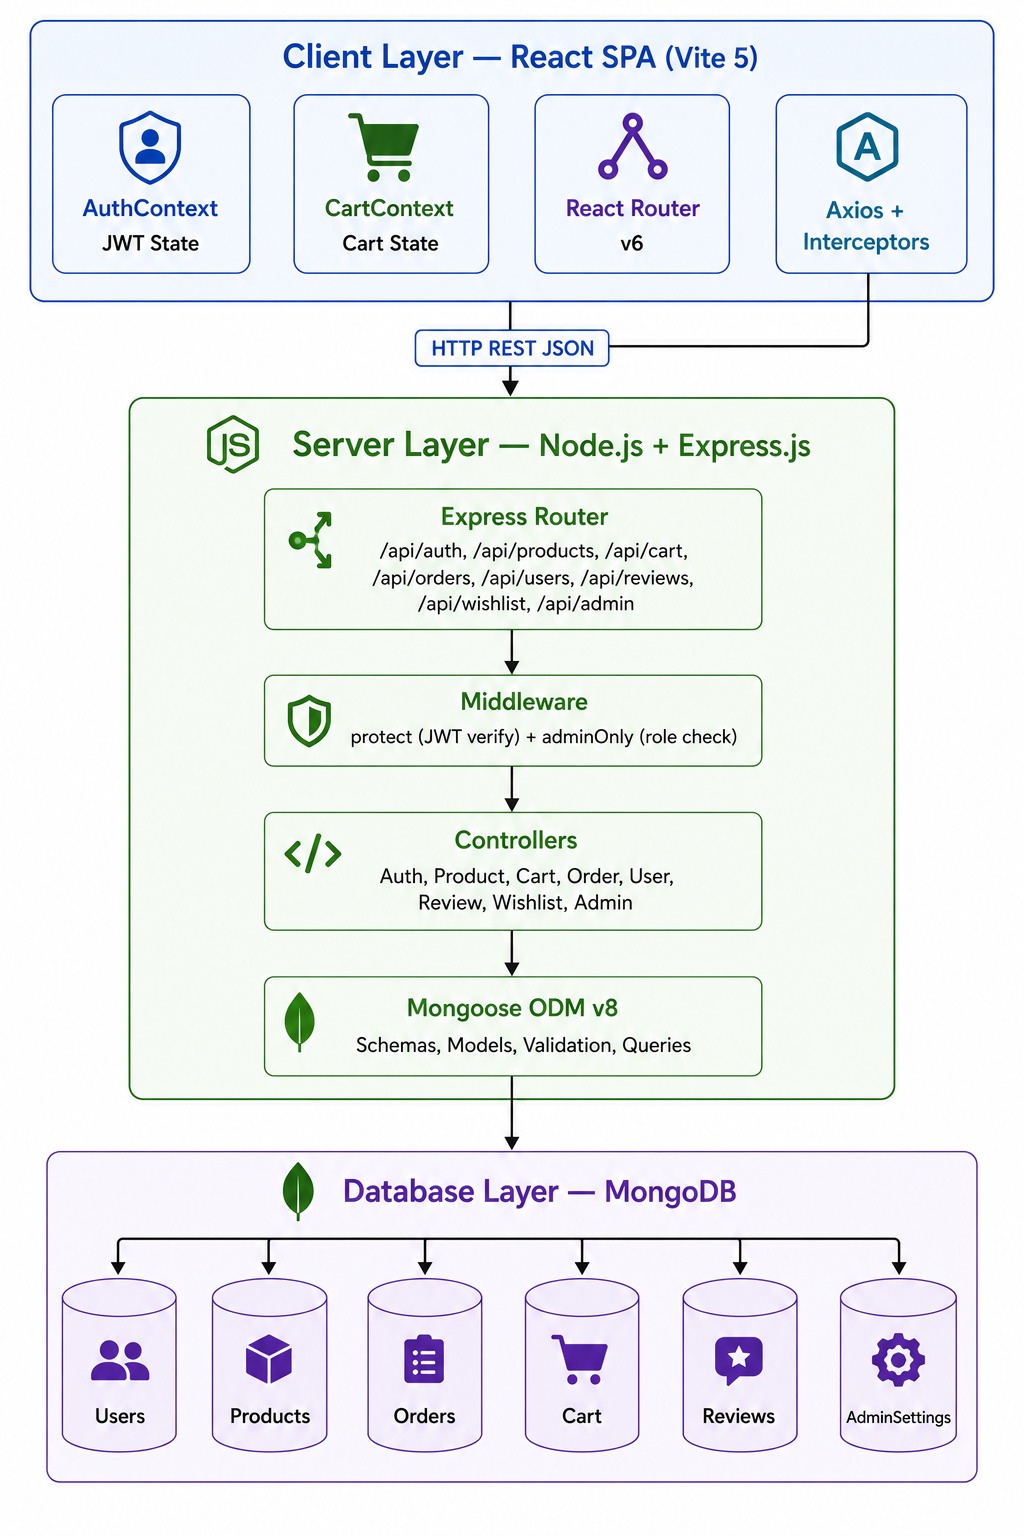 Client Layer — React SPA (Vite 5)
AuthContext
JWT State
CartContext
Cart State
React Router
v6
A
Axios +
Interceptors
HTTP REST JSON
JS
Server Layer — Node.js + Express.js
Express Router
/api/auth, /api/products, /api/cart,
/api/orders, /api/users, /api/reviews,
/api/wishlist, /api/admin
Middleware
protect (JWT verify) + adminOnly (role check)
</>
Controllers
Auth, Product, Cart, Order, User,
Review, Wishlist, Admin
Mongoose ODM v8
Schemas, Models, Validation, Queries
Database Layer — MongoDB
Users
Products
Orders
Cart
Reviews
AdminSettings